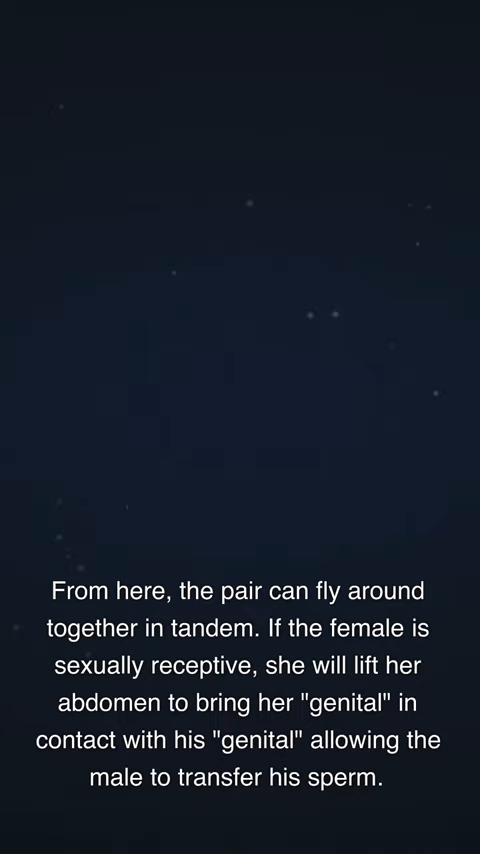 From here, the pair can fly around
together in tandem. If the female is
sexually receptive, she will lift her
abdomen to bring her "genital" in
contact with his "genital" allowing the
male to transfer his sperm.